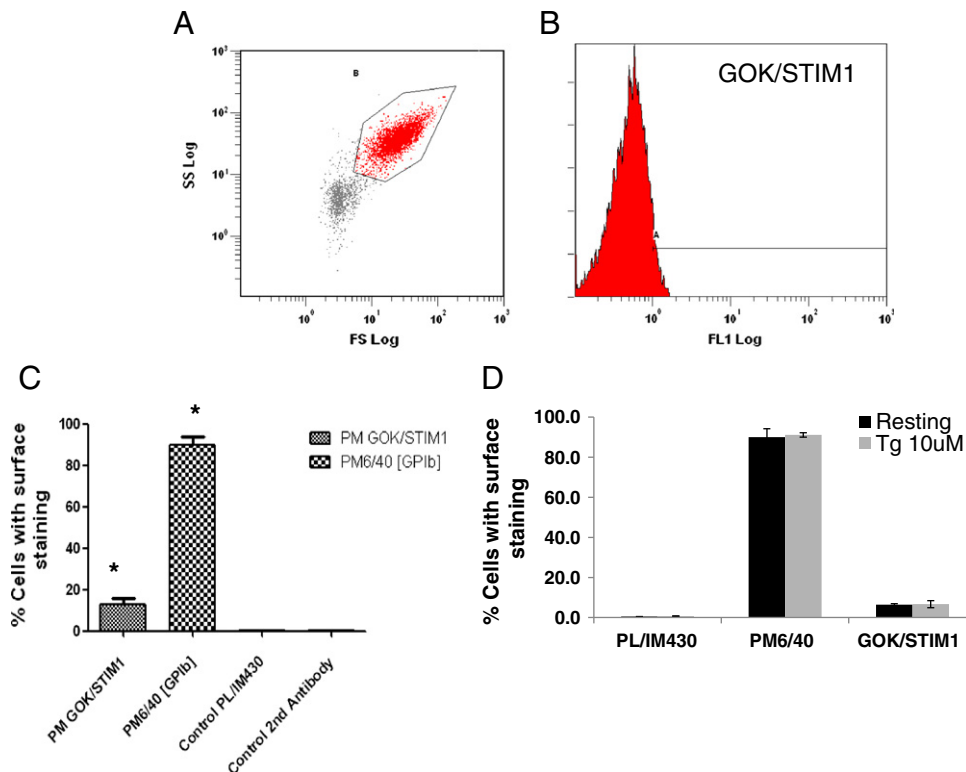 A
B
10³
10²
10¹
10⁰
SS Log
B
10⁰ 10¹ 10² 10³
FS Log
GOK/STIM1
A
10⁰ 10¹ 10² 10³
FL1 Log
C
% Cells with surface
staining
100
80
60
40
20
0
*
*
PM GOK/STIM1
PM6/40 [GPIb]
PM GOK/STIM1
PM6/40 [GPIb]
Control PL/IM430
Control 2nd Antibody
D
% Cells with surface
staining
100.0
80.0
60.0
40.0
20.0
0.0
Resting
Tg 10uM
PL/IM430 PM6/40 GOK/STIM1